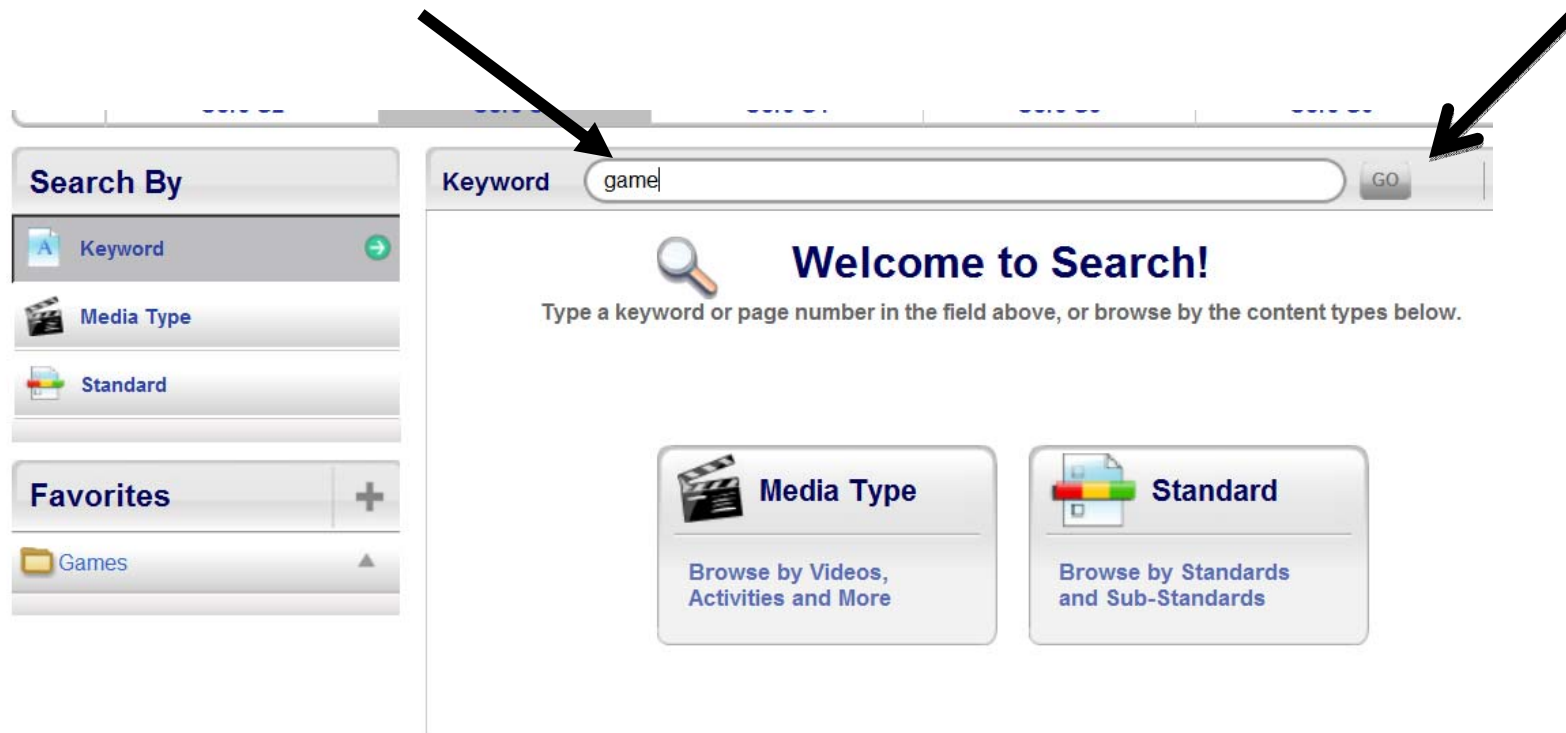 Search By
Keyword
Media Type
Standard
Favorites
Games
Keyword game GO
Welcome to Search!
Type a keyword or page number in the field above, or browse by the content types below.
Media Type
Browse by Videos,
Activities and More
Standard
Browse by Standards
and Sub-Standards